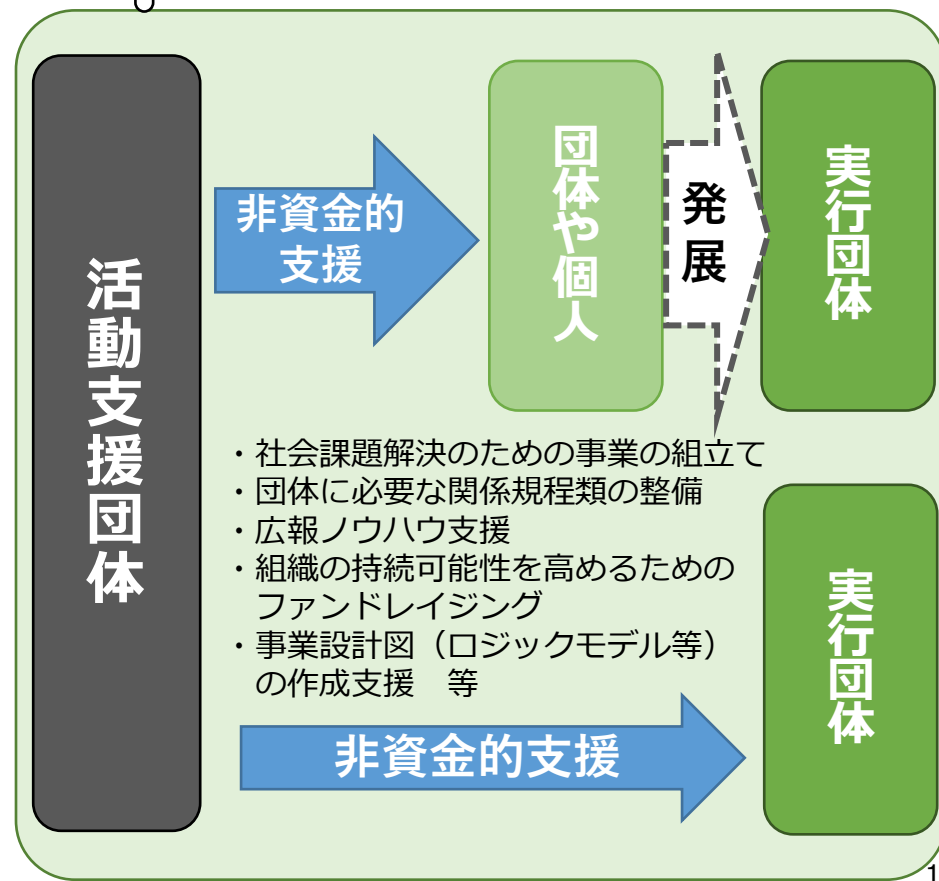 活動支援団体
非資金的
支援
団体や個人
発展
実行団体
・社会課題解決のための事業の組立て
・団体に必要な関係規程類の整備
・広報ノウハウ支援
・組織の持続可能性を高めるための
ファンドレイジング
・事業設計図（ロジックモデル等）
の作成支援　等
非資金的支援
実行団体
1